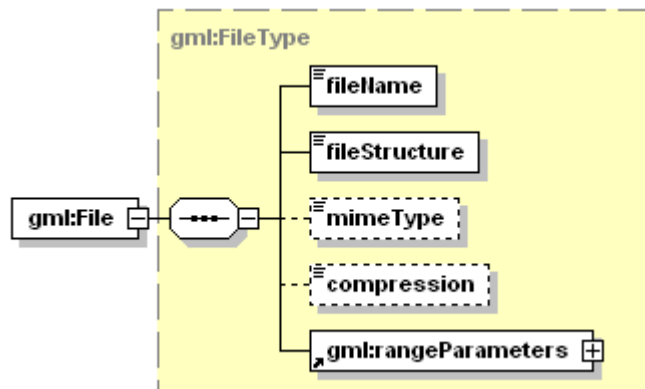 gml:FileType
fileName
fileStructure
gml:File
mimeType
compression
gml:rangeParameters